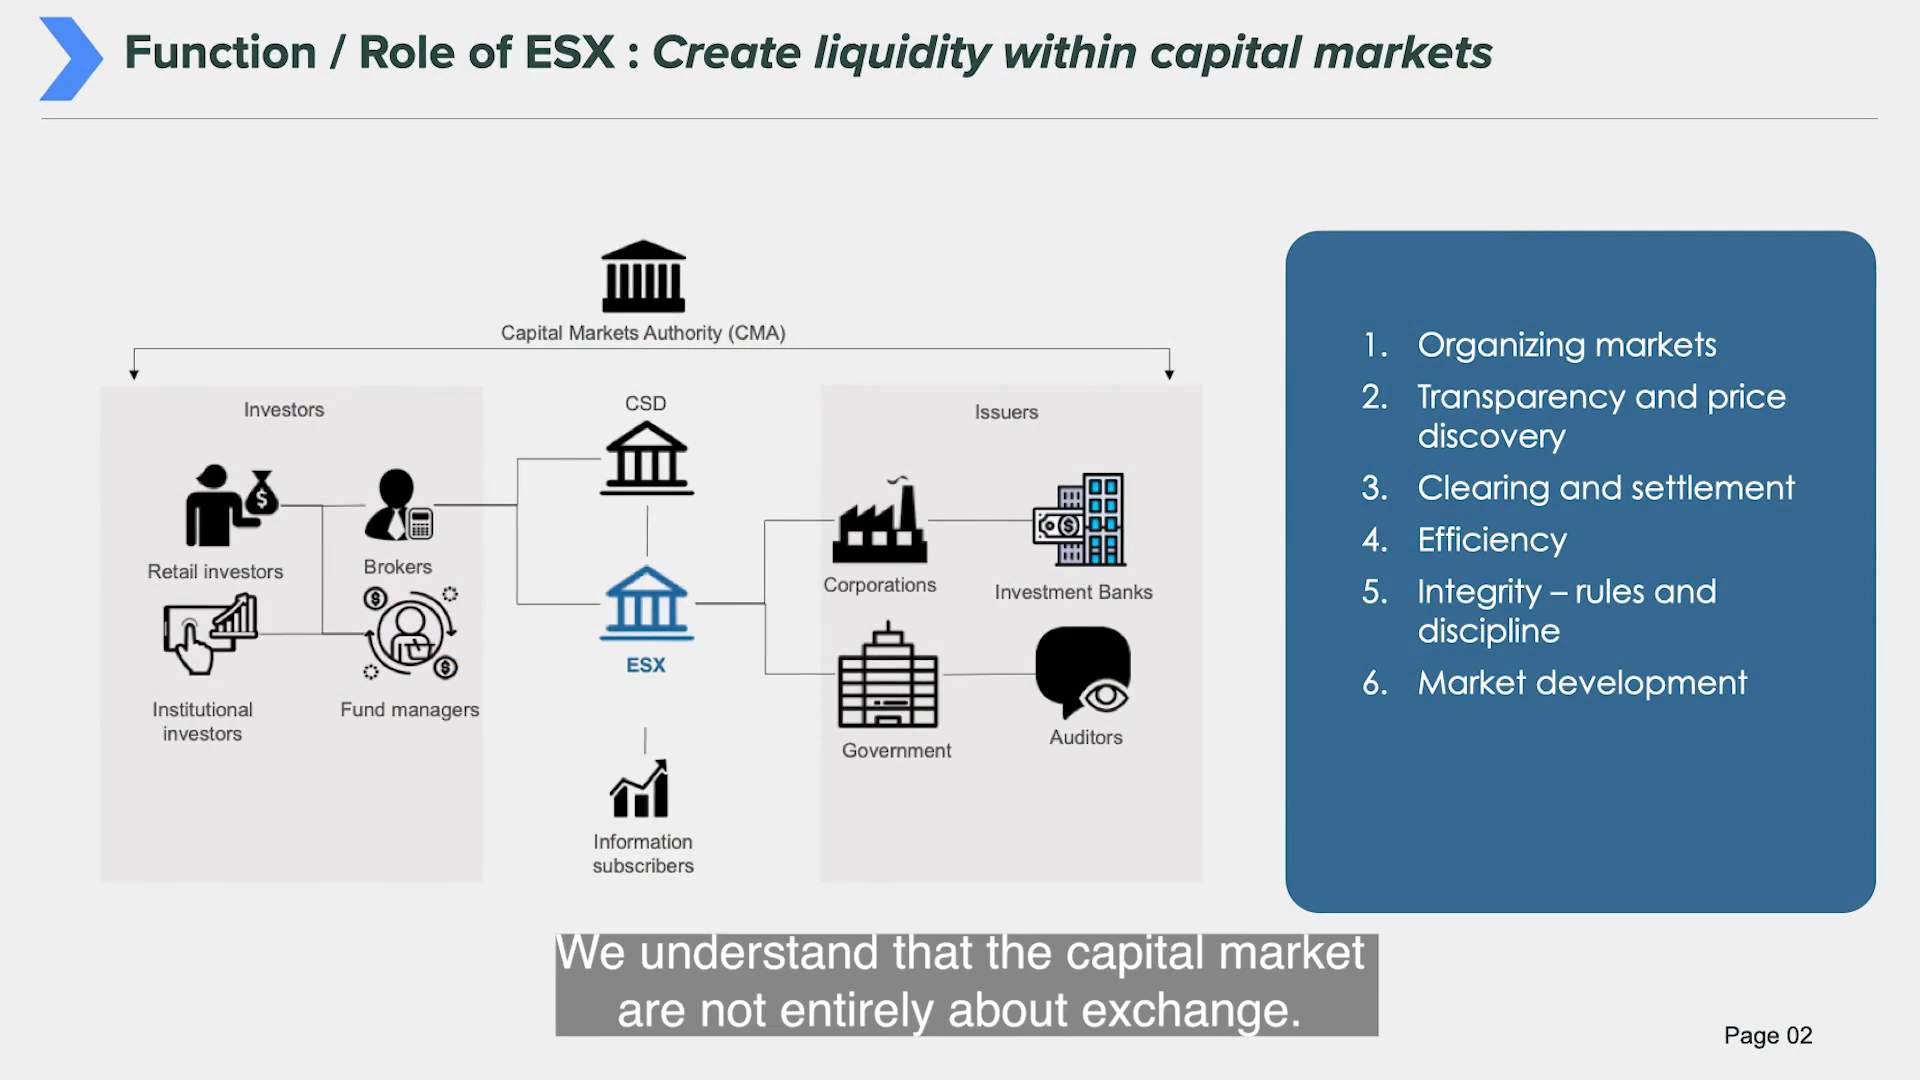 Function / Role of ESX : Create liquidity within capital markets
Capital Markets Authority (CMA)
Investors
CSD
Issuers
Retail investors
Brokers
Corporations
Investment Banks
ESX
Institutional
investors
Fund managers
Government
Auditors
Information
subscribers
1. Organizing markets
2. Transparency and price
discovery
3. Clearing and settlement
4. Efficiency
5. Integrity – rules and
discipline
6. Market development
We understand that the capital market
are not entirely about exchange.
Page 02